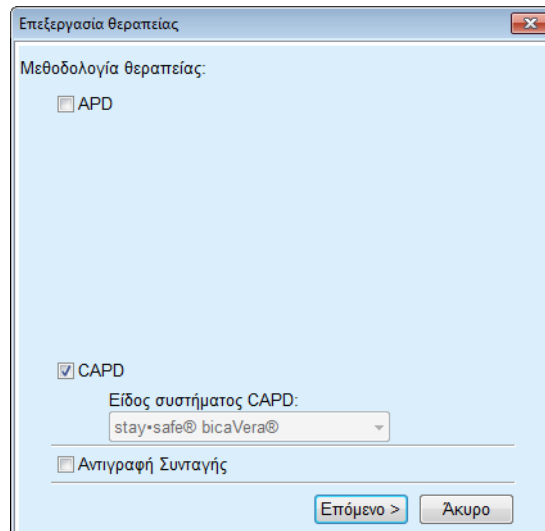 Επεξεργασία θεραπείας
Μεθοδολογία θεραπείας:
APD
CAPD
Είδος συστήματος CAPD:
stay•safe® bicaVera®
Αντιγραφή Συνταγής
Επόμενο > Άκυρο